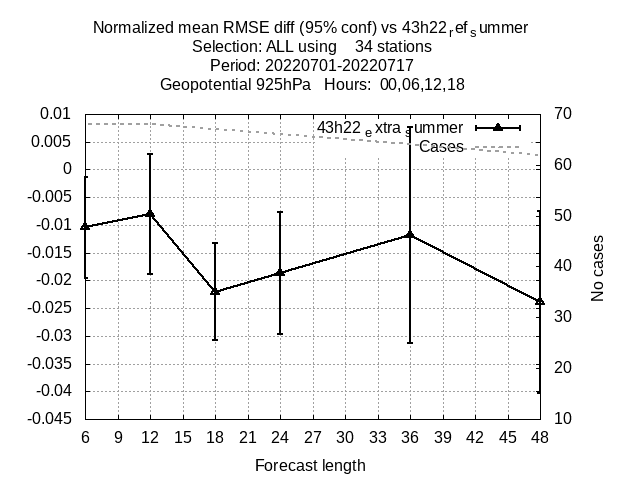 Normalized mean RMSE diff (95% conf) vs 43h22refsummer
Selection: ALL using 34 stations
Period: 20220701-20220717
Geopotential 925hPa Hours: 00,06,12,18
43h22extrasummer
Cases
0.01
0.005
0
-0.005
-0.01
-0.015
-0.02
-0.025
-0.03
-0.035
-0.04
-0.045
70
60
50
40
30
20
10
No cases
6 9 12 15 18 21 24 27 30 33 36 39 42 45 48
Forecast length